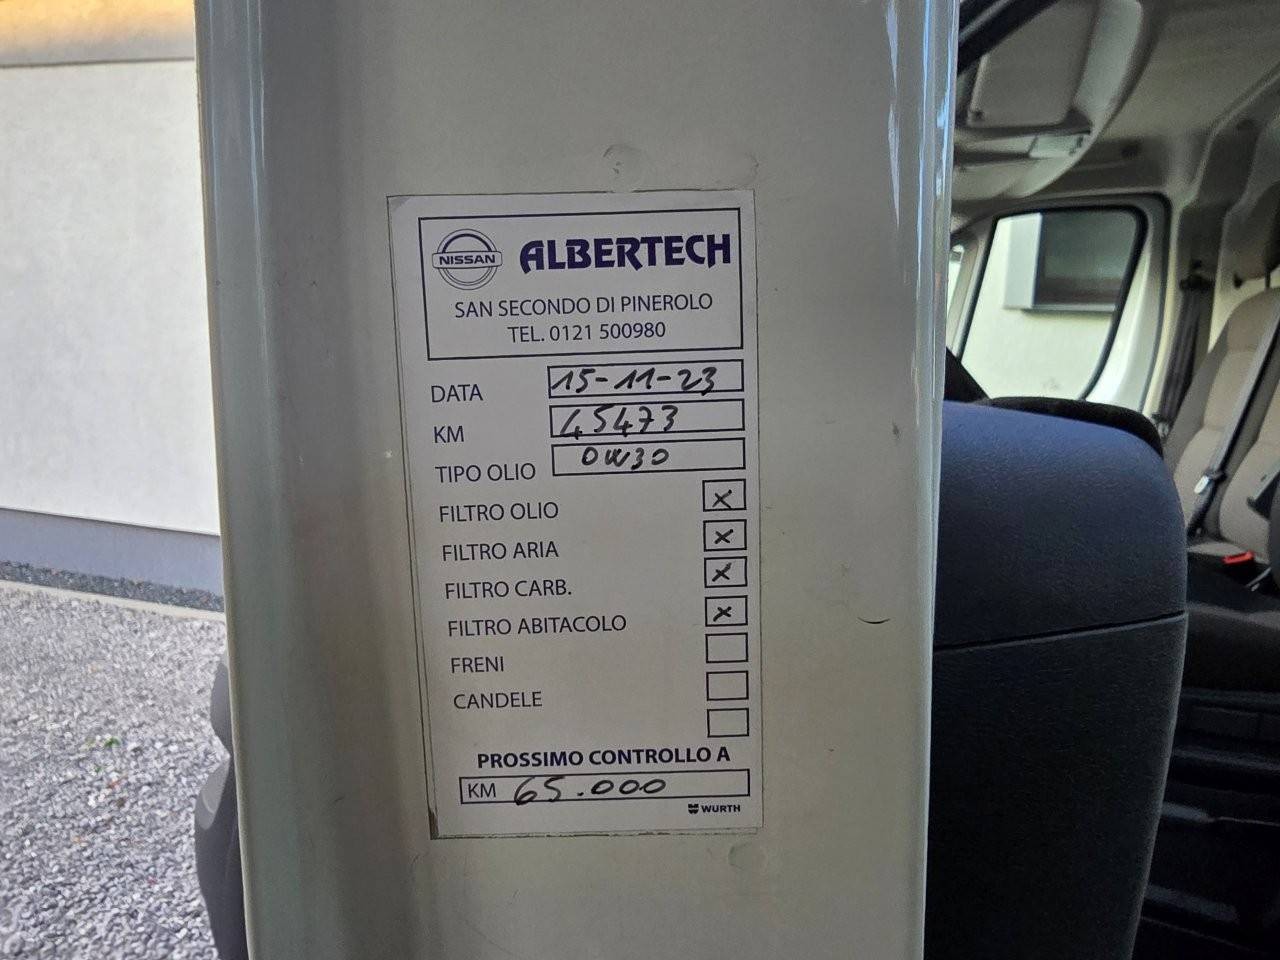 NISSAN ALBERTECH
SAN SECONDO DI PINEROLO
TEL. 0121 500980
DATA 15-11-23
KM 45473
TIPO OLIO 0W30
FILTRO OLIO x
FILTRO ARIA x
FILTRO CARB. x
FILTRO ABITACOLO x
FRENI
CANDELE
PROSSIMO CONTROLLO A
KM 65.000
WURTH